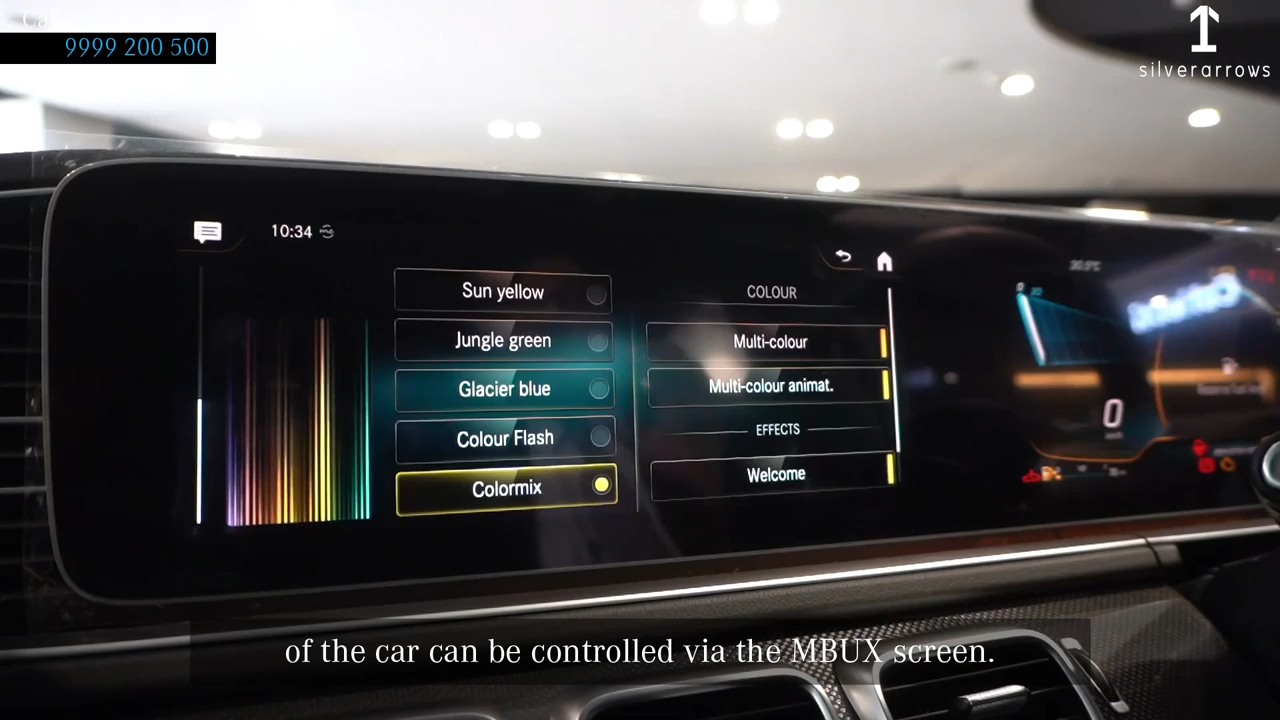 9999 200 500
silverarrows
10:34
Sun yellow
Jungle green
Glacier blue
Colour Flash
Colormix
COLOUR
Multi-colour
Multi-colour animat.
EFFECTS
Welcome
0
of the car can be controlled via the MBUX screen.